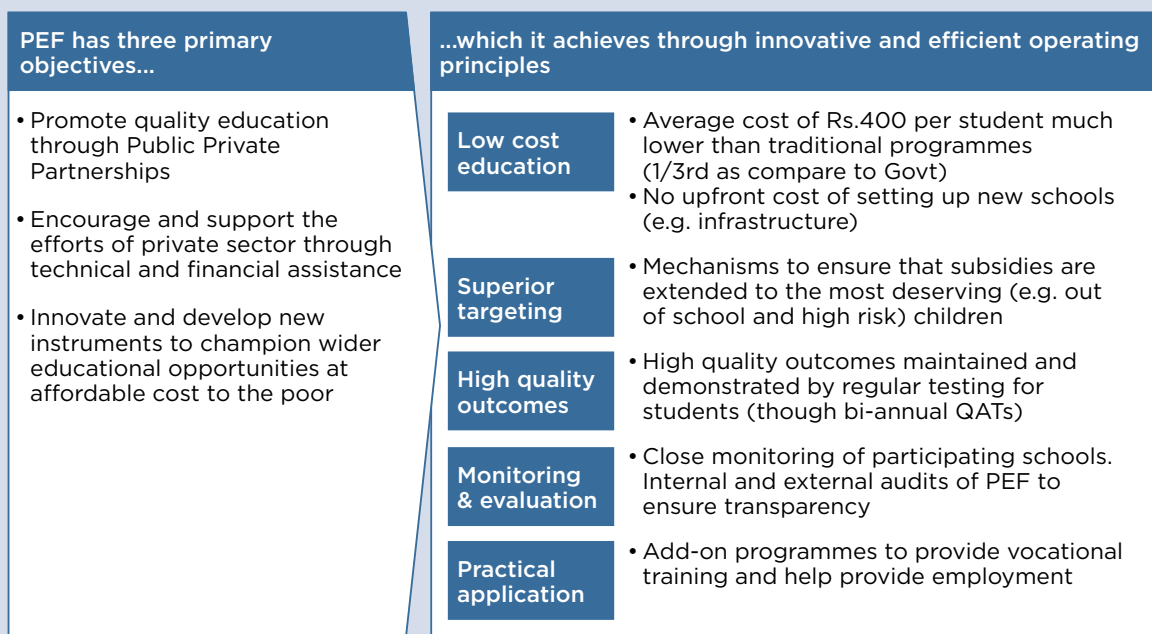 PEF has three primary
objectives...
• Promote quality education
through Public Private
Partnerships
• Encourage and support the
efforts of private sector through
technical and financial assistance
• Innovate and develop new
instruments to champion wider
educational opportunities at
affordable cost to the poor
...which it achieves through innovative and efficient operating
principles
Low cost
education
• Average cost of Rs.400 per student much
lower than traditional programmes
(1/3rd as compare to Govt)
• No upfront cost of setting up new schools
(e.g. infrastructure)
Superior
targeting
• Mechanisms to ensure that subsidies are
extended to the most deserving (e.g. out
of school and high risk) children
High quality
outcomes
• High quality outcomes maintained and
demonstrated by regular testing for
students (though bi-annual QATs)
Monitoring
& evaluation
• Close monitoring of participating schools.
Internal and external audits of PEF to
ensure transparency
Practical
application
• Add-on programmes to provide vocational
training and help provide employment